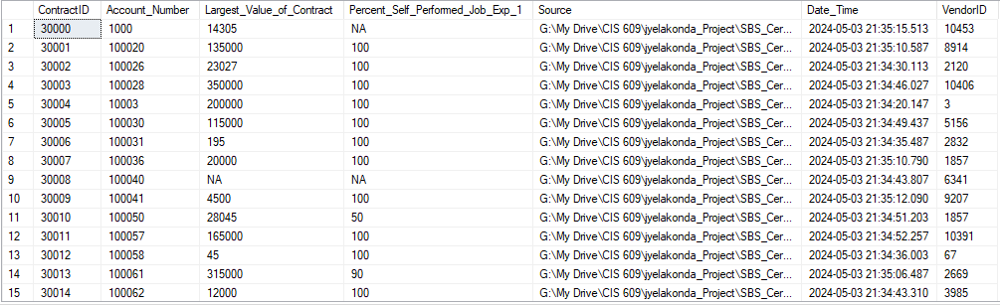 ContractID Account_Number Largest_Value_of_Contract Percent_Self_Performed_Job_Exp_1 Source Date_Time VendorID
1 30000 1000 14305 NA G:\My Drive\CIS 609\jyelakonda_Project\SBS_Cer... 2024-05-03 21:35:15.513 10453
2 30001 100020 135000 100 G:\My Drive\CIS 609\jyelakonda_Project\SBS_Cer... 2024-05-03 21:35:10.587 8914
3 30002 100026 23027 100 G:\My Drive\CIS 609\jyelakonda_Project\SBS_Cer... 2024-05-03 21:34:30.113 2120
4 30003 100028 350000 100 G:\My Drive\CIS 609\jyelakonda_Project\SBS_Cer... 2024-05-03 21:34:46.027 10406
5 30004 10003 200000 100 G:\My Drive\CIS 609\jyelakonda_Project\SBS_Cer... 2024-05-03 21:34:20.147 3
6 30005 100030 115000 100 G:\My Drive\CIS 609\jyelakonda_Project\SBS_Cer... 2024-05-03 21:34:49.437 5156
7 30006 100031 195 100 G:\My Drive\CIS 609\jyelakonda_Project\SBS_Cer... 2024-05-03 21:34:35.487 2832
8 30007 100036 20000 100 G:\My Drive\CIS 609\jyelakonda_Project\SBS_Cer... 2024-05-03 21:35:10.790 1857
9 30008 100040 NA NA G:\My Drive\CIS 609\jyelakonda_Project\SBS_Cer... 2024-05-03 21:34:43.807 6341
10 30009 100041 4500 100 G:\My Drive\CIS 609\jyelakonda_Project\SBS_Cer... 2024-05-03 21:35:12.090 9207
11 30010 100050 28045 50 G:\My Drive\CIS 609\jyelakonda_Project\SBS_Cer... 2024-05-03 21:34:51.203 1857
12 30011 100057 165000 100 G:\My Drive\CIS 609\jyelakonda_Project\SBS_Cer... 2024-05-03 21:34:52.257 10391
13 30012 100058 45 100 G:\My Drive\CIS 609\jyelakonda_Project\SBS_Cer... 2024-05-03 21:34:36.003 67
14 30013 100061 315000 90 G:\My Drive\CIS 609\jyelakonda_Project\SBS_Cer... 2024-05-03 21:35:06.487 2669
15 30014 100062 12000 100 G:\My Drive\CIS 609\jyelakonda_Project\SBS_Cer... 2024-05-03 21:34:43.310 3985